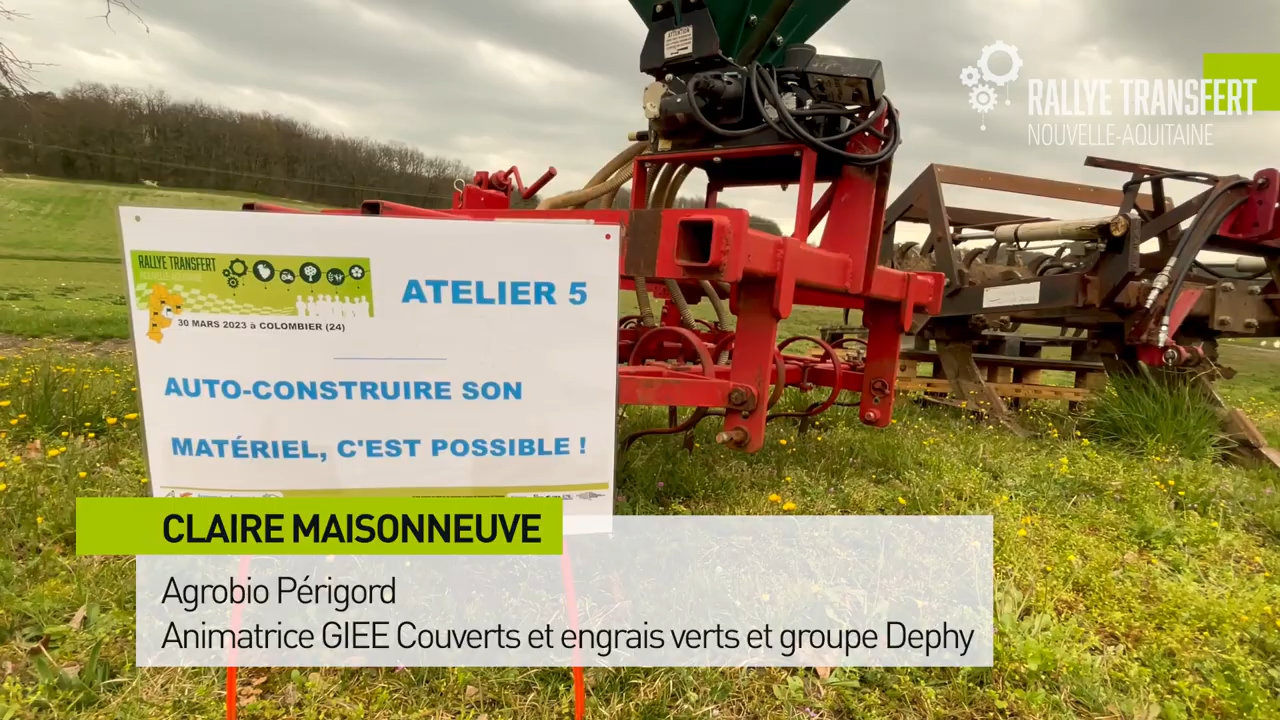 ATTENTION
RALLYE TRANSFERT
NOUVELLE-AQUITAINE
RALLYE TRANSFERT
30 MARS 2023 à COLOMBIER (24)
ATELIER 5
AUTO-CONSTRUIRE SON
MATÉRIEL, C'EST POSSIBLE !
CLAIRE MAISONNEUVE
Agrobio Périgord
Animatrice GIEE Couverts et engrais verts et groupe Dephy